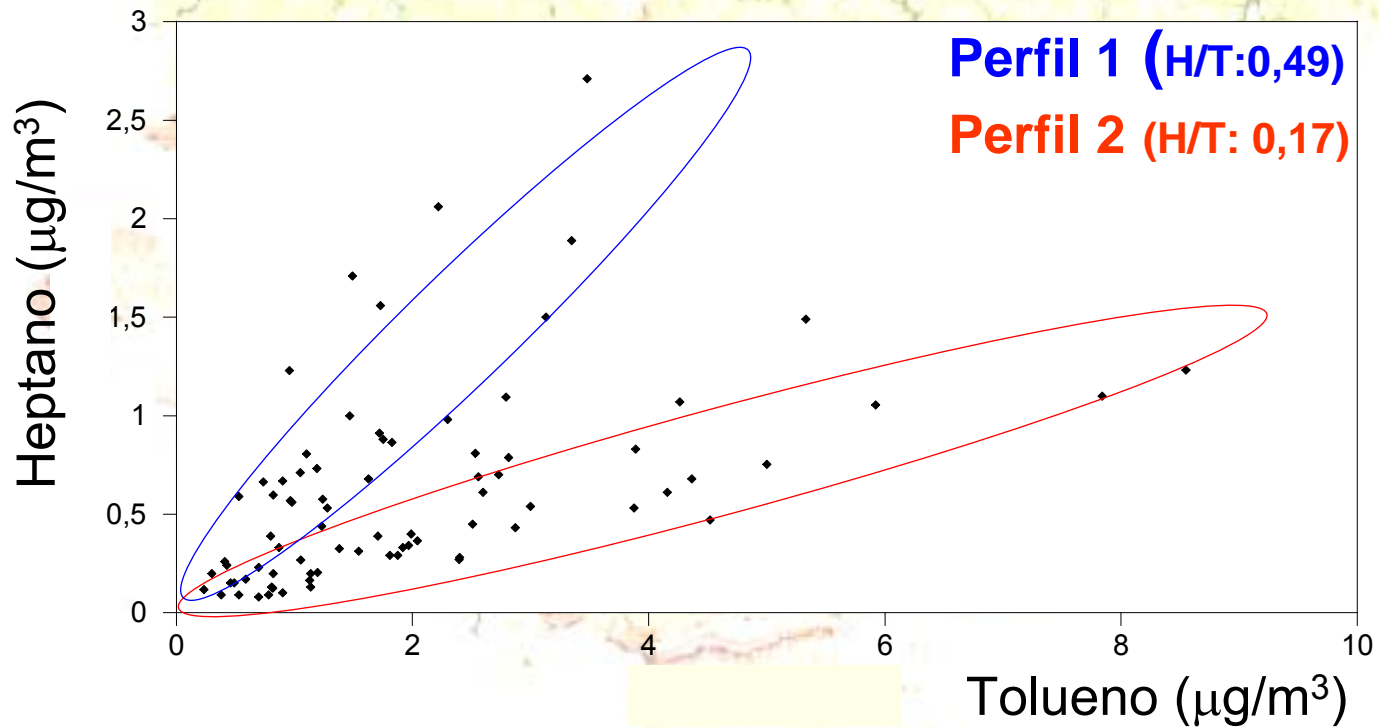 Perfil 1 (H/T:0,49)
Perfil 2 (H/T: 0,17)
Heptano (μg/m³)
3
2,5
2
1,5
1
0,5
0
0 2 4 6 8 10
Tolueno (μg/m³)